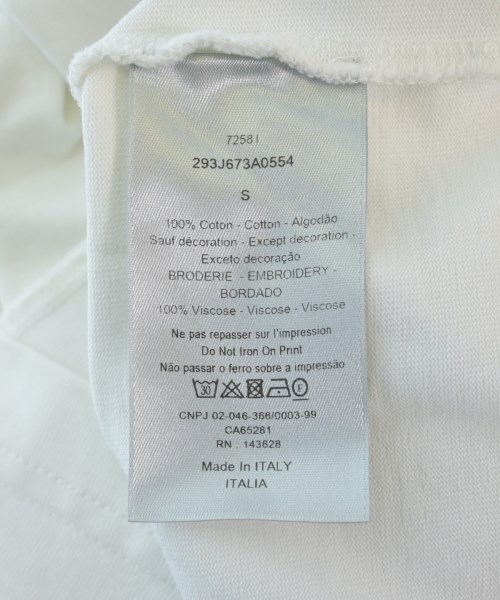 72581
293J673A0554
S
100% Coton - Cotton - Algodão
Sauf décoration - Except decoration -
Exceto decoração
BRODERIE - EMBROIDERY -
BORDADO
100% Viscose - Viscose - Viscose
Ne pas repasser sur l'impression
Do Not Iron On Print
Não passar o ferro sobre a impressão
30 F
CNPJ 02-046-366/0003-99
CA65281
RN : 143628
Made In ITALY
ITALIA